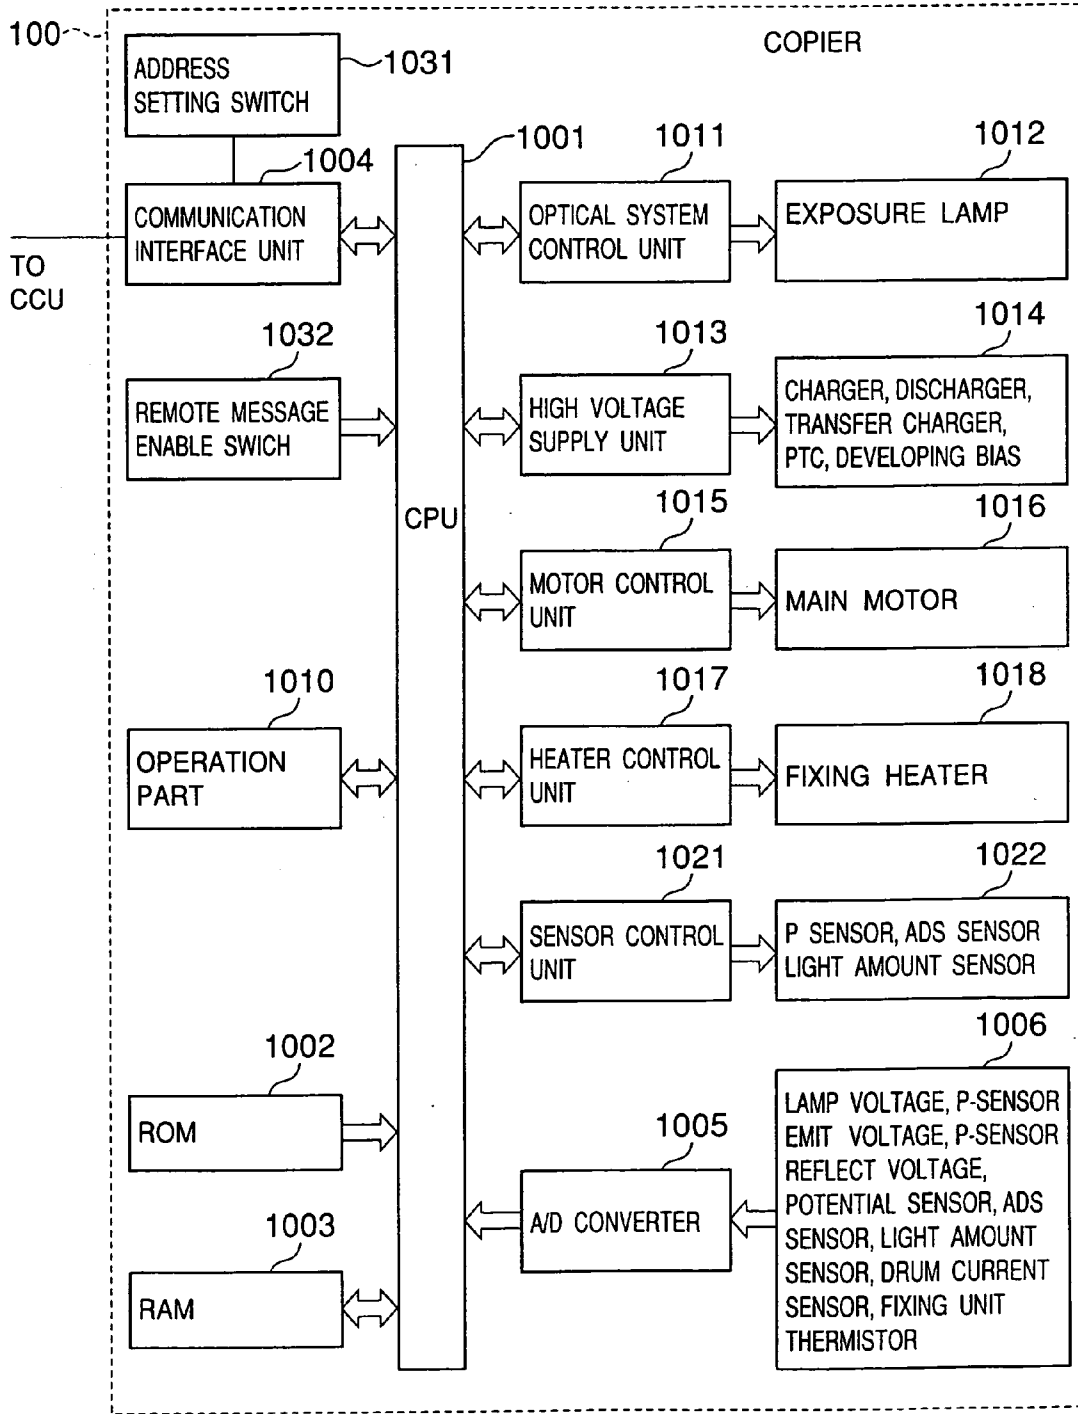 100
COPIER
ADDRESS
SETTING SWITCH
1031
1004
COMMUNICATION
INTERFACE UNIT
TO
CCU
1032
REMOTE MESSAGE
ENABLE SWICH
1010
OPERATION
PART
1002
ROM
1003
RAM
1001
CPU
1011
OPTICAL SYSTEM
CONTROL UNIT
1012
EXPOSURE LAMP
1013
HIGH VOLTAGE
SUPPLY UNIT
1014
CHARGER, DISCHARGER,
TRANSFER CHARGER,
PTC, DEVELOPING BIAS
1015
MOTOR CONTROL
UNIT
1016
MAIN MOTOR
1017
HEATER CONTROL
UNIT
1018
FIXING HEATER
1021
SENSOR CONTROL
UNIT
1022
P SENSOR, ADS SENSOR
LIGHT AMOUNT SENSOR
1005
A/D CONVERTER
1006
LAMP VOLTAGE, P-SENSOR
EMIT VOLTAGE, P-SENSOR
REFLECT VOLTAGE,
POTENTIAL SENSOR, ADS
SENSOR, LIGHT AMOUNT
SENSOR, DRUM CURRENT
SENSOR, FIXING UNIT
THERMISTOR